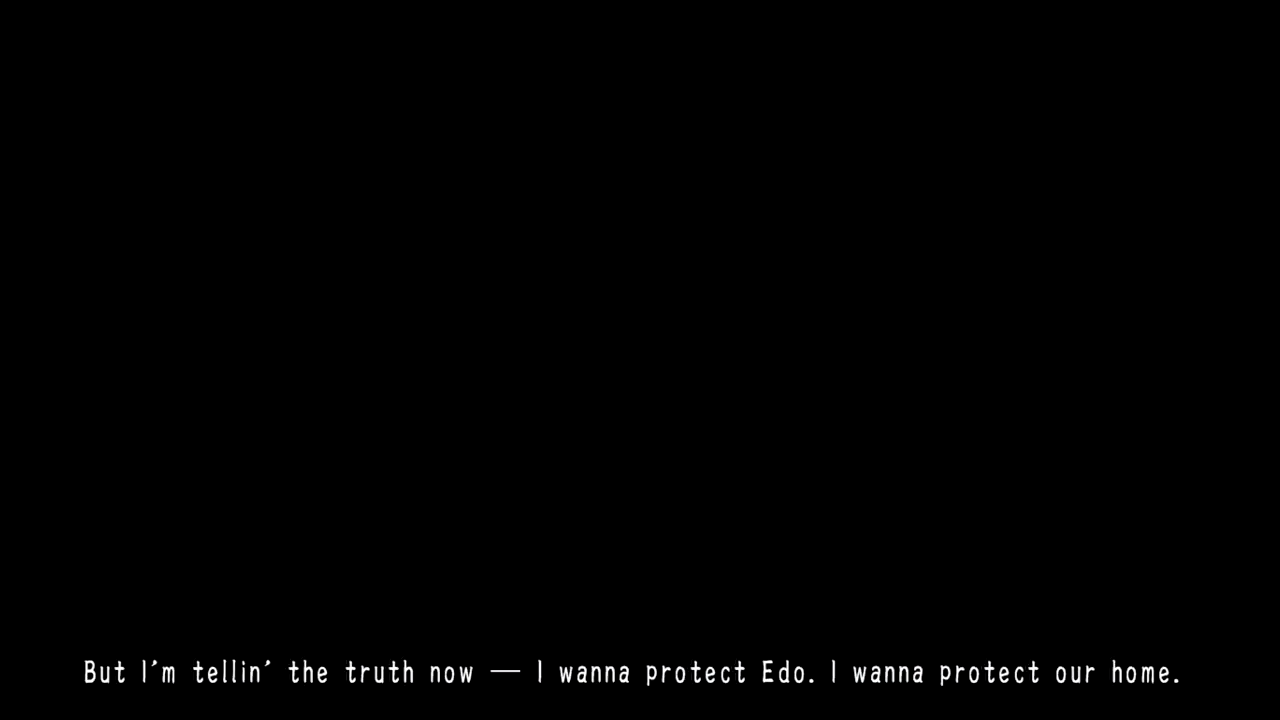 But I'm tellin' the truth now — I wanna protect Edo. I wanna protect our home.